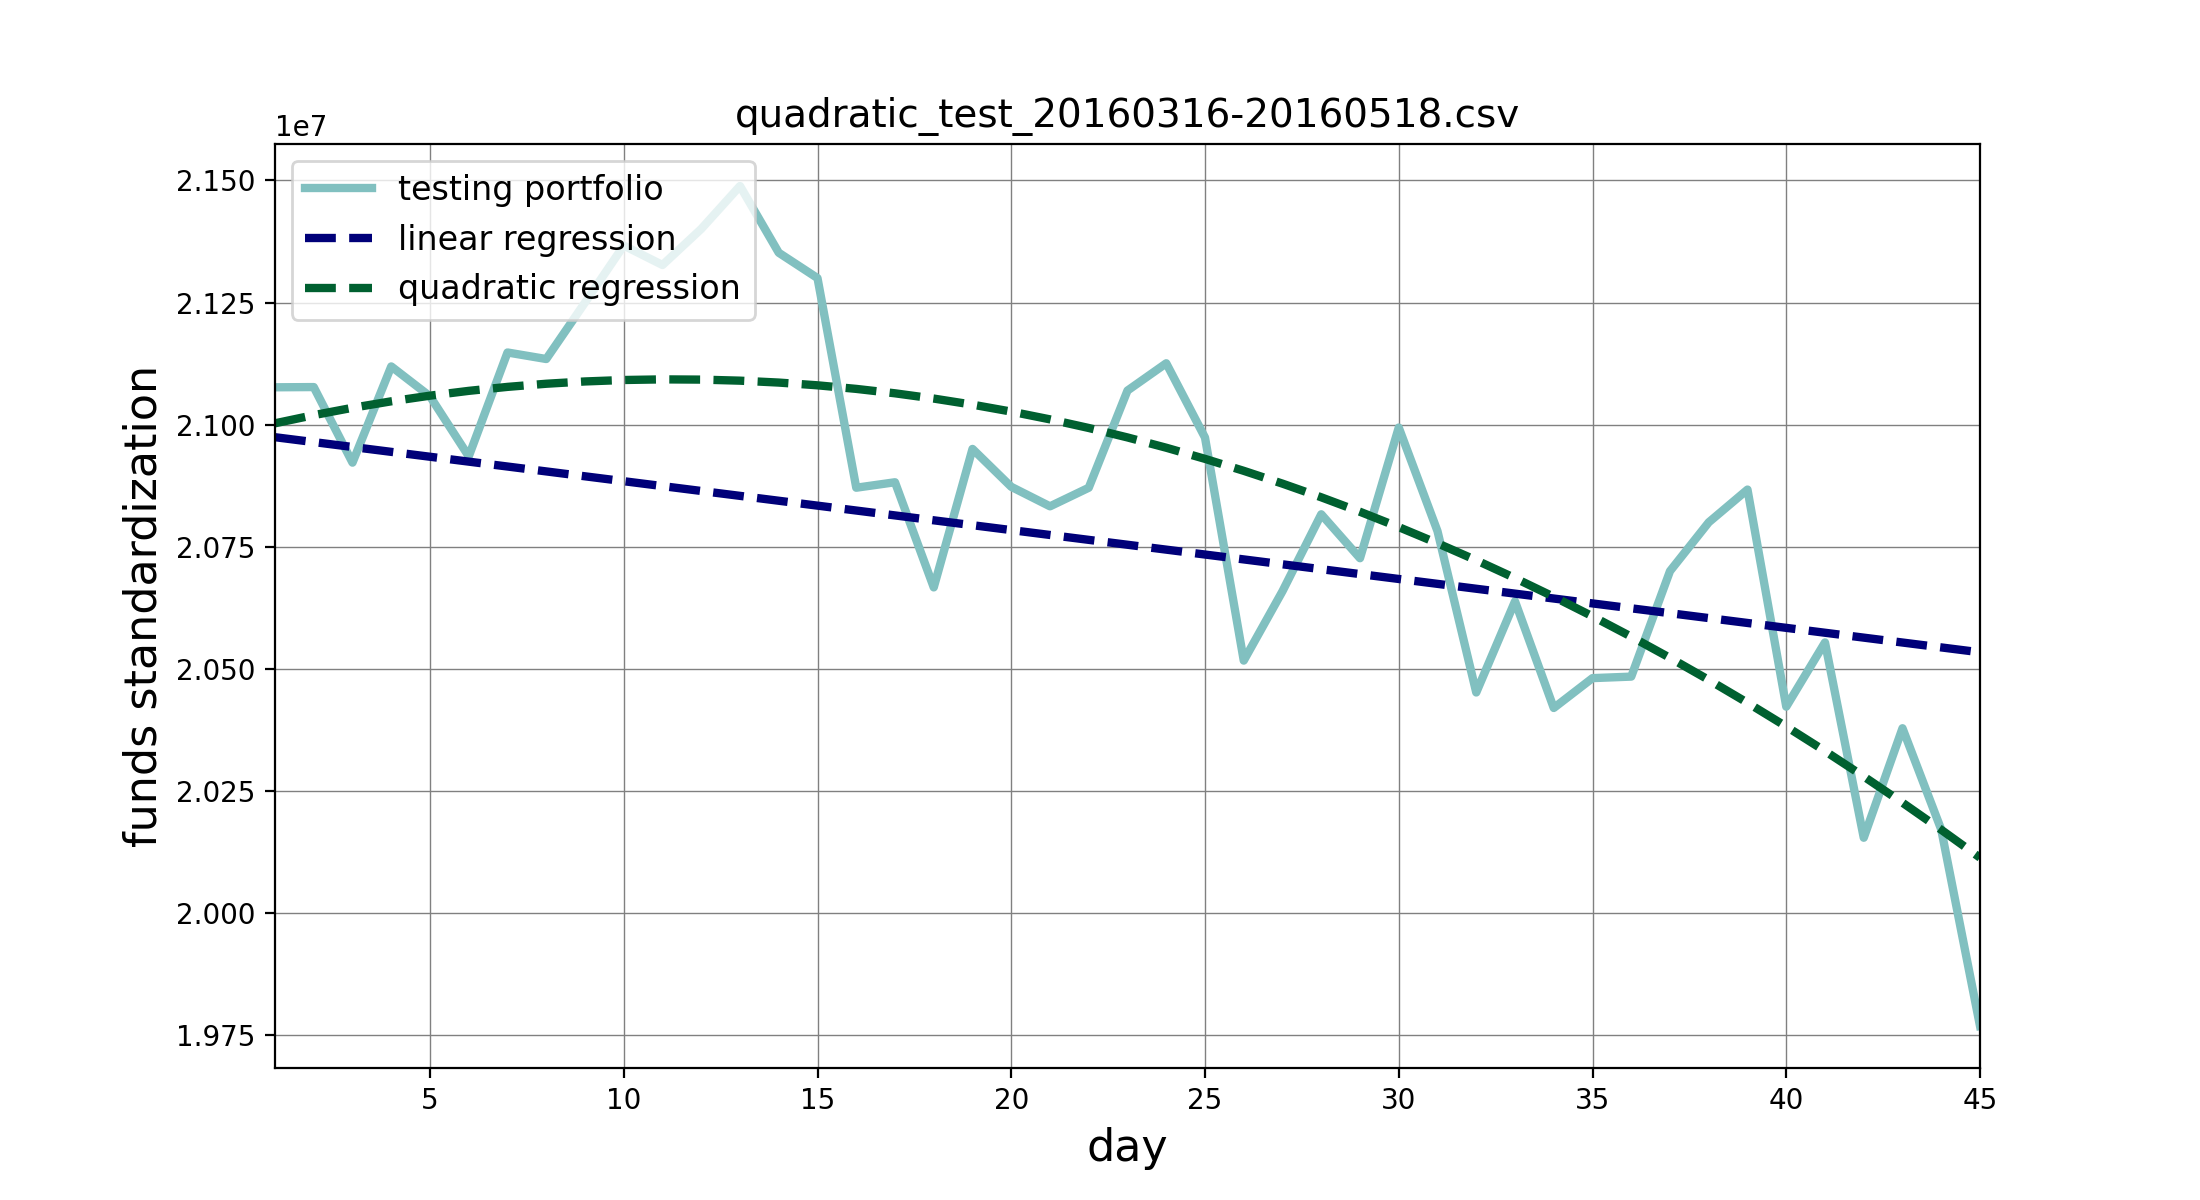 quadratic_test_20160316-20160518.csv
1e7
testing portfolio
linear regression
quadratic regression
funds standardization
2.150
2.125
2.100
2.075
2.050
2.025
2.000
1.975
5 10 15 20 25 30 35 40 45
day